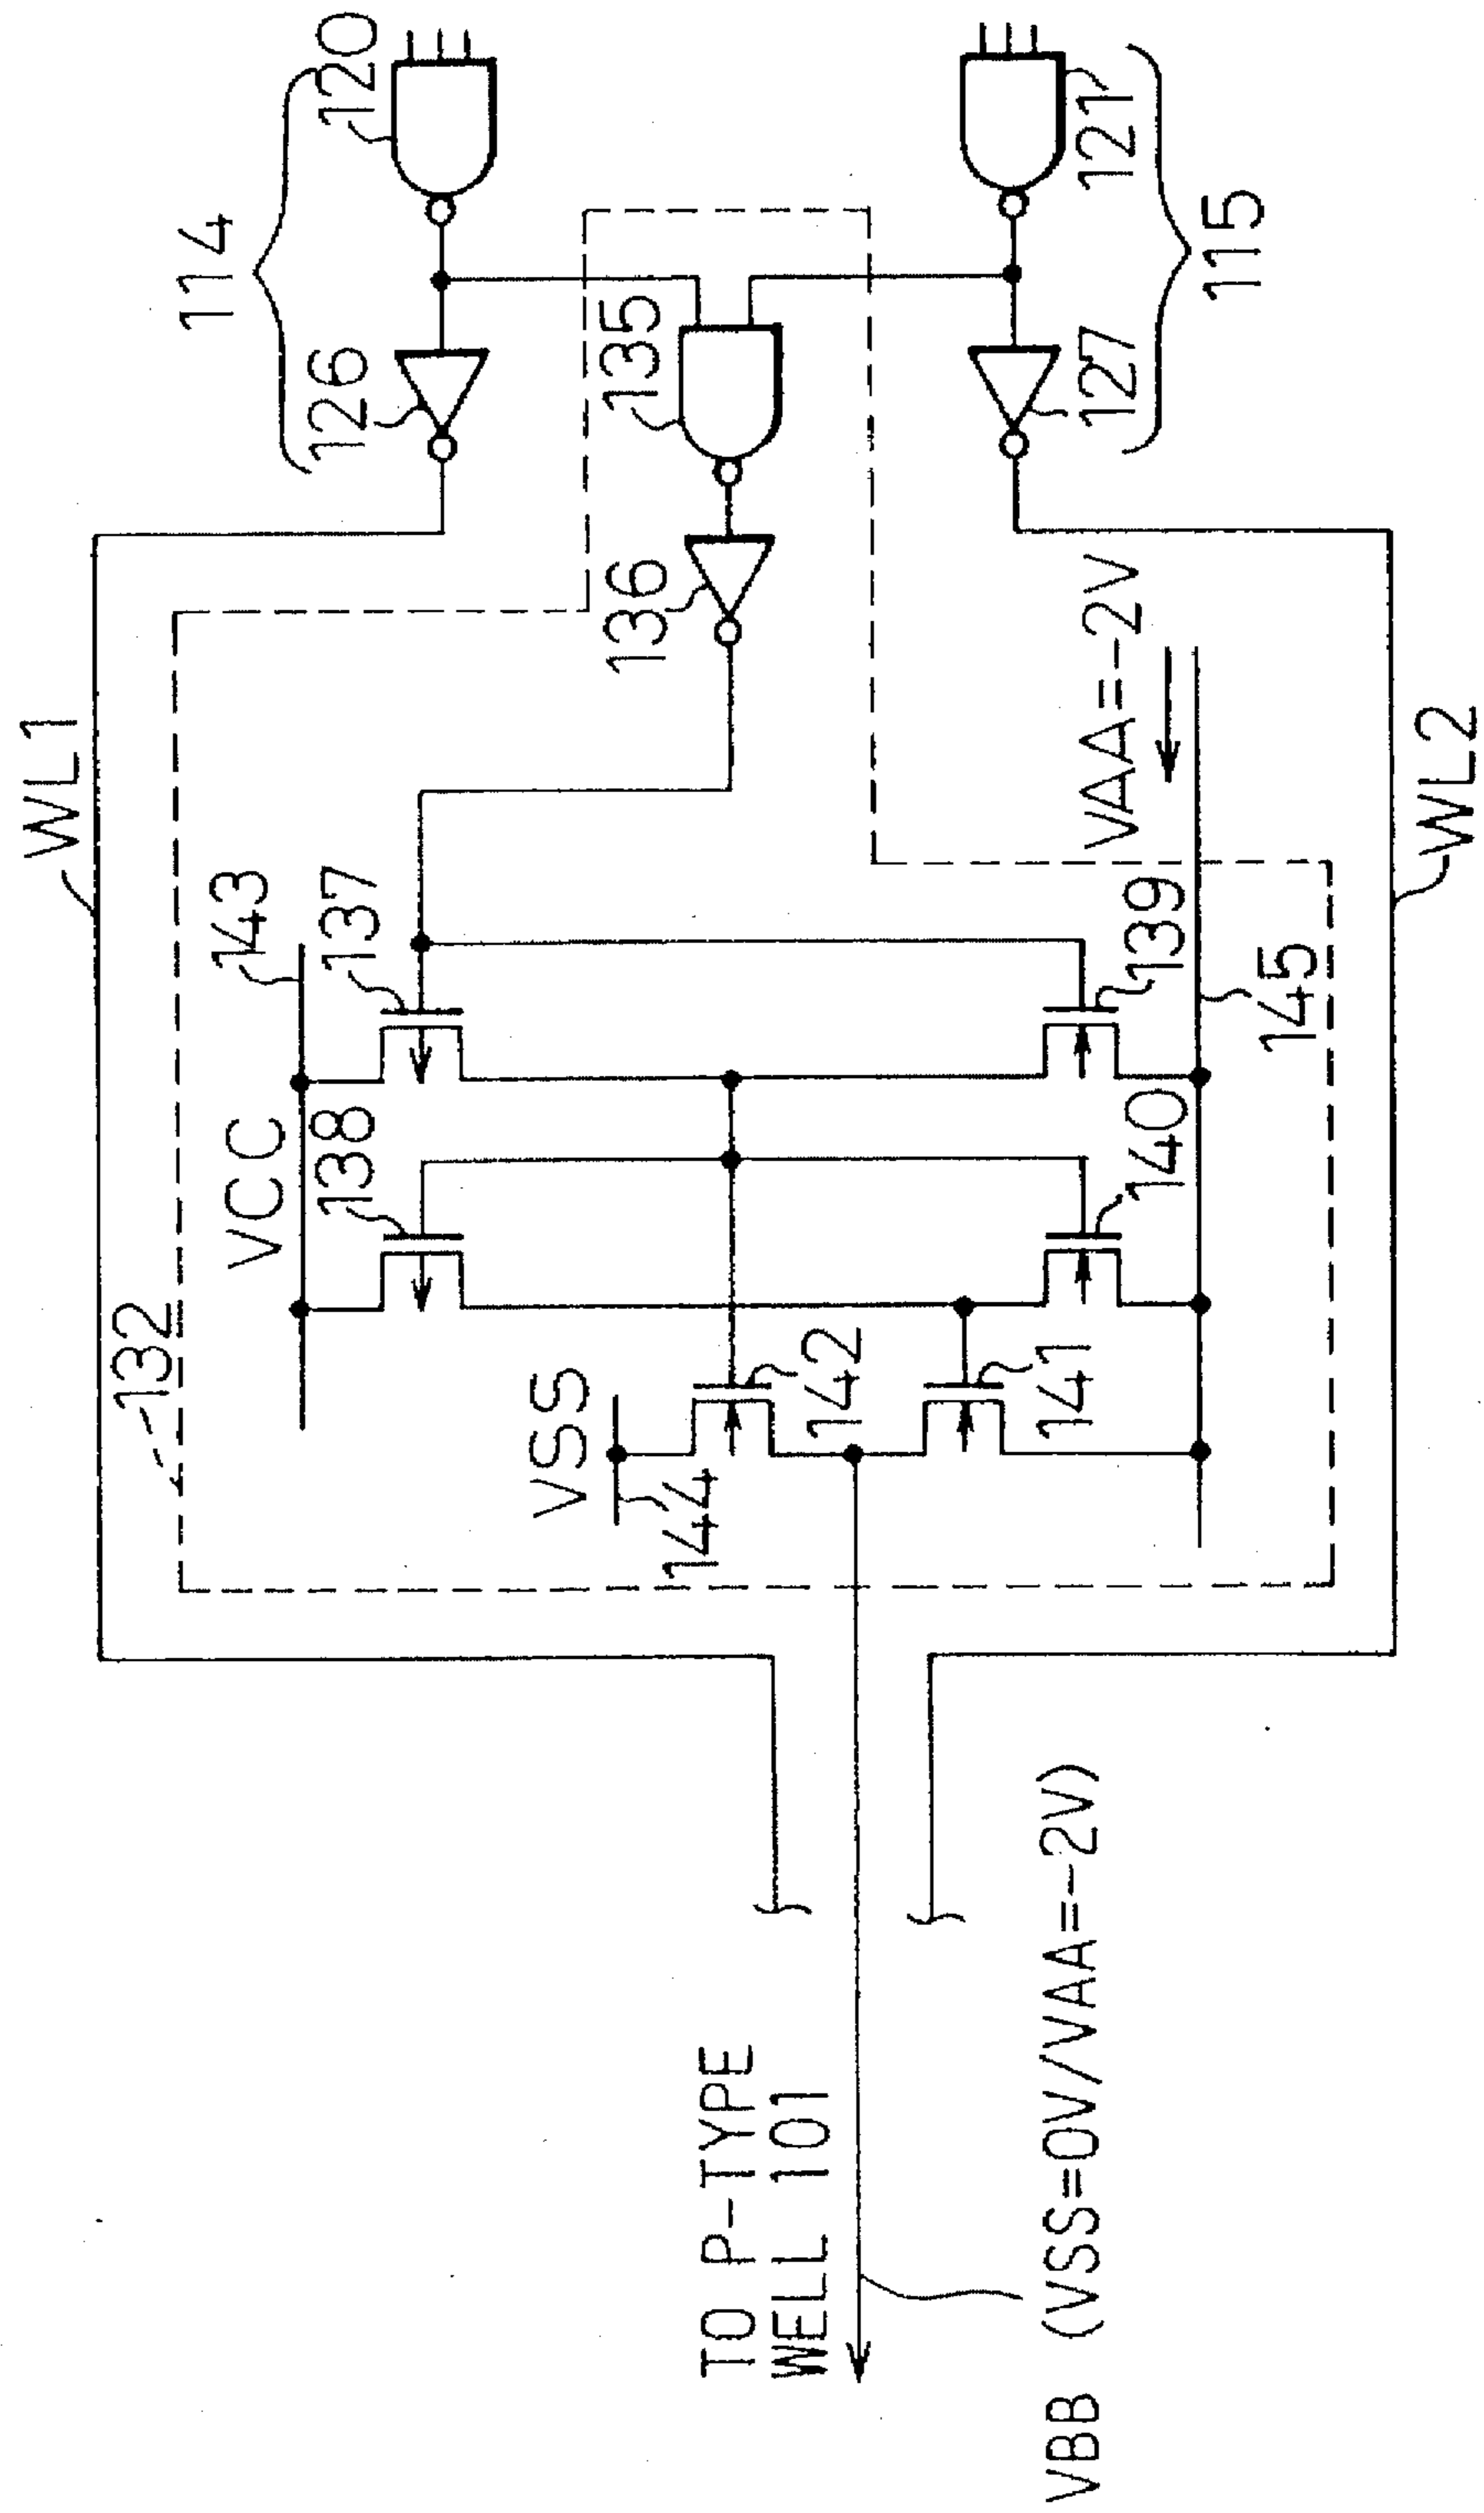 114
120
126
WL1
143
137
VCC
138
132
135
136
VSS
144
142
141
140
139
145
VAA=-2V
121
127
115
WL2
TO P-TYPE
WELL 101
VBB (VSS=0V/VAA=-2V)